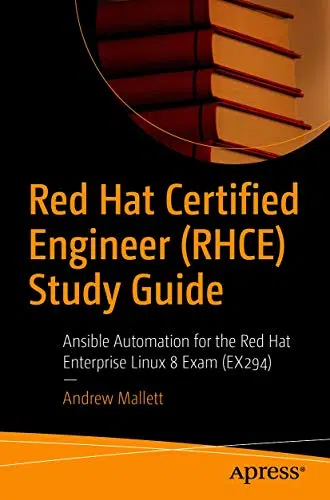 Red Hat Certified
Engineer (RHCE)
Study Guide
Ansible Automation for the Red Hat
Enterprise Linux 8 Exam (EX294)
—
Andrew Mallett
Apress®